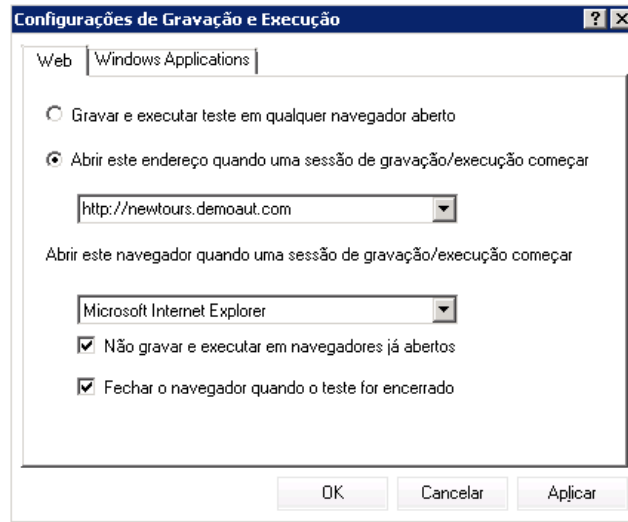 Configurações de Gravação e Execução
Web Windows Applications
Gravar e executar teste em qualquer navegador aberto
Abrir este endereço quando uma sessão de gravação/execução começar
http://newtours.demoaut.com
Abrir este navegador quando uma sessão de gravação/execução começar
Microsoft Internet Explorer
Não gravar e executar em navegadores já abertos
Fechar o navegador quando o teste for encerrado
OK Cancelar Aplicar